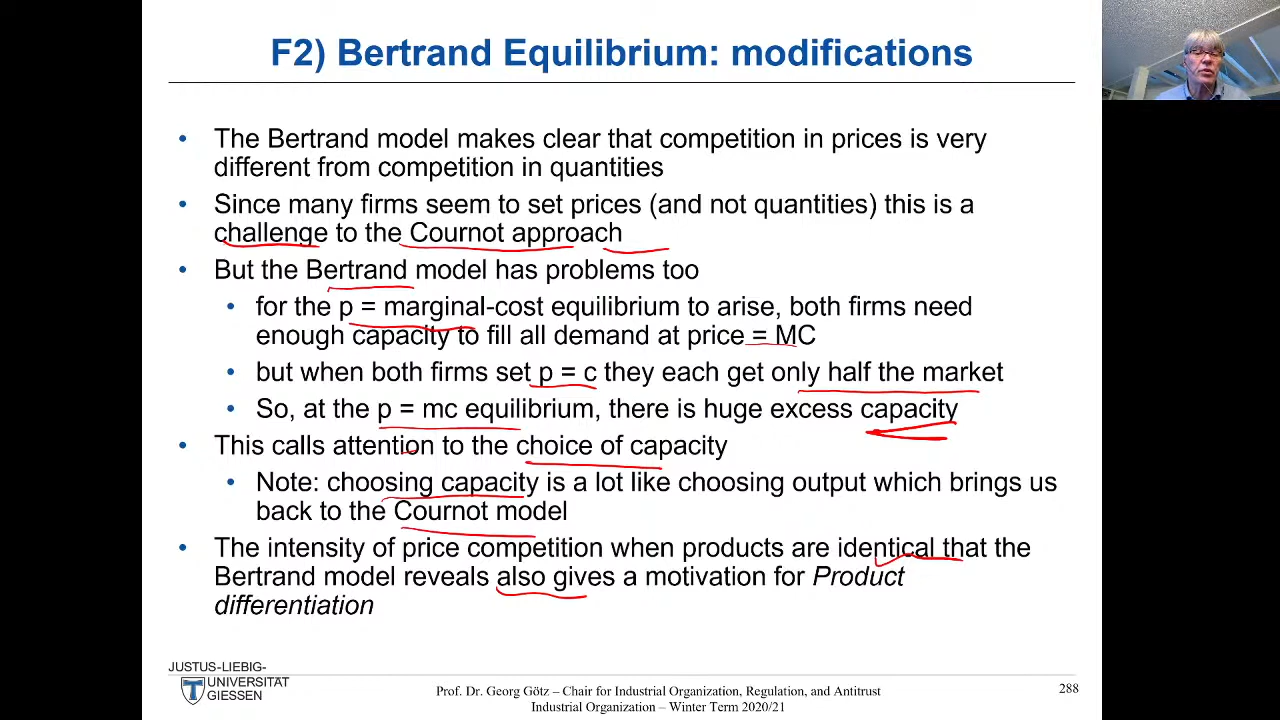 F2) Bertrand Equilibrium: modifications
• The Bertrand model makes clear that competition in prices is very
different from competition in quantities
• Since many firms seem to set prices (and not quantities) this is a
challenge to the Cournot approach
• But the Bertrand model has problems too
• for the p = marginal-cost equilibrium to arise, both firms need
enough capacity to fill all demand at price = MC
• but when both firms set p = c they each get only half the market
• So, at the p = mc equilibrium, there is huge excess capacity
• This calls attention to the choice of capacity
• Note: choosing capacity is a lot like choosing output which brings us
back to the Cournot model
• The intensity of price competition when products are identical that the
Bertrand model reveals also gives a motivation for Product
differentiation
JUSTUS-LIEBIG-
UNIVERSITÄT
GIESSEN
Prof. Dr. Georg Götz – Chair for Industrial Organization, Regulation, and Antitrust
Industrial Organization – Winter Term 2020/21
288